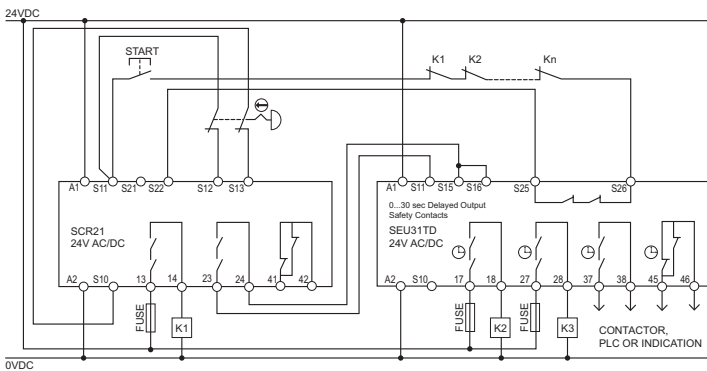 24VDC
START
K1 K2 Kn
A1 S11 S21 S22 S12 S13
A1 S11 S15 S16 S25 S26
SCR21
24V AC/DC
0...30 sec Delayed Output
Safety Contacts
SEU31TD
24V AC/DC
A2 S10 13 14 23 24 41 42
A2 S10 17 18 27 28 37 38 45 46
FUSE K1 FUSE K2 FUSE K3
CONTACTOR,
PLC OR INDICATION
0VDC